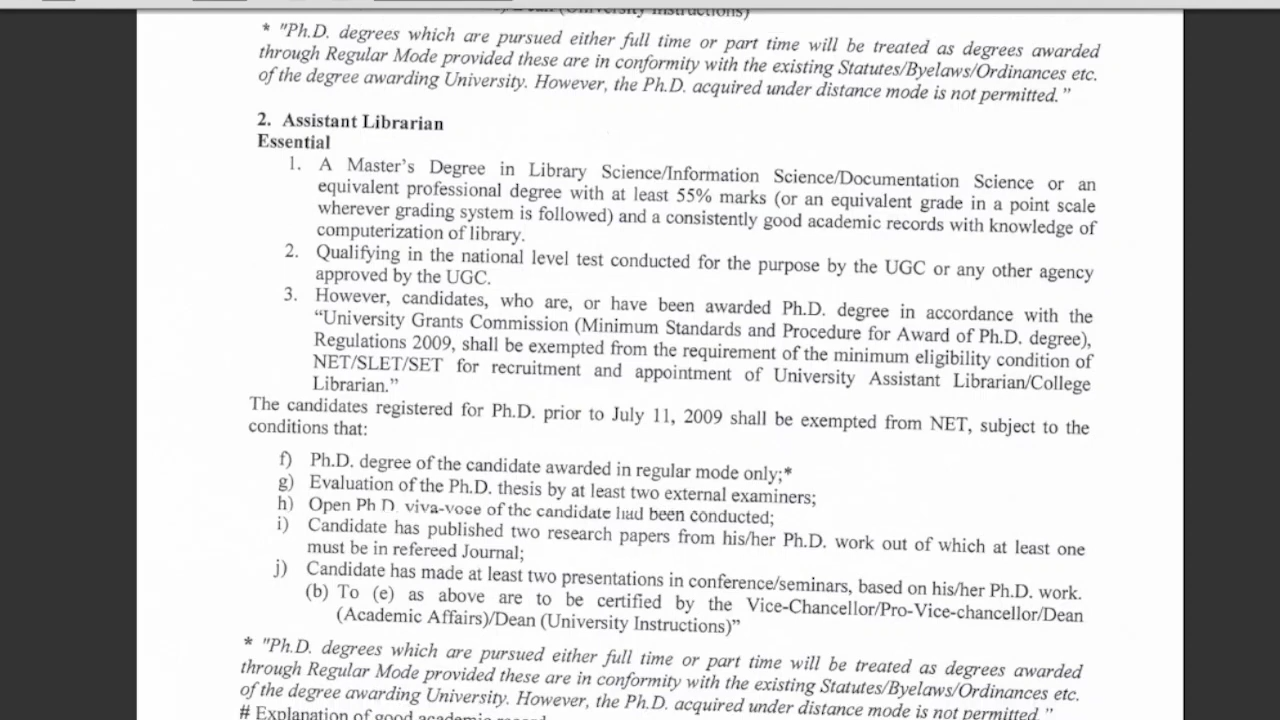 (University Instructions)
* "Ph.D. degrees which are pursued either full time or part time will be treated as degrees awarded
through Regular Mode provided these are in conformity with the existing Statutes/Byelaws/Ordinances etc.
of the degree awarding University. However, the Ph.D. acquired under distance mode is not permitted."
2. Assistant Librarian
Essential
1. A Master's Degree in Library Science/Information Science/Documentation Science or an
equivalent professional degree with at least 55% marks (or an equivalent grade in a point scale
wherever grading system is followed) and a consistently good academic records with knowledge of
computerization of library.
2. Qualifying in the national level test conducted for the purpose by the UGC or any other agency
approved by the UGC.
3. However, candidates, who are, or have been awarded Ph.D. degree in accordance with the
"University Grants Commission (Minimum Standards and Procedure for Award of Ph.D. degree),
Regulations 2009, shall be exempted from the requirement of the minimum eligibility condition of
NET/SLET/SET for recruitment and appointment of University Assistant Librarian/College
Librarian."
The candidates registered for Ph.D. prior to July 11, 2009 shall be exempted from NET, subject to the
conditions that:
f) Ph.D. degree of the candidate awarded in regular mode only;*
g) Evaluation of the Ph.D. thesis by at least two external examiners;
h) Open Ph D. viva-voce of the candidate had been conducted;
i) Candidate has published two research papers from his/her Ph.D. work out of which at least one
must be in refereed Journal;
j) Candidate has made at least two presentations in conference/seminars, based on his/her Ph.D. work.
(b) To (e) as above are to be certified by the Vice-Chancellor/Pro-Vice-chancellor/Dean
(Academic Affairs)/Dean (University Instructions)"
* "Ph.D. degrees which are pursued either full time or part time will be treated as degrees awarded
through Regular Mode provided these are in conformity with the existing Statutes/Byelaws/Ordinances etc.
of the degree awarding University. However, the Ph.D. acquired under distance mode is not permitted."
# Explanation of good academic record